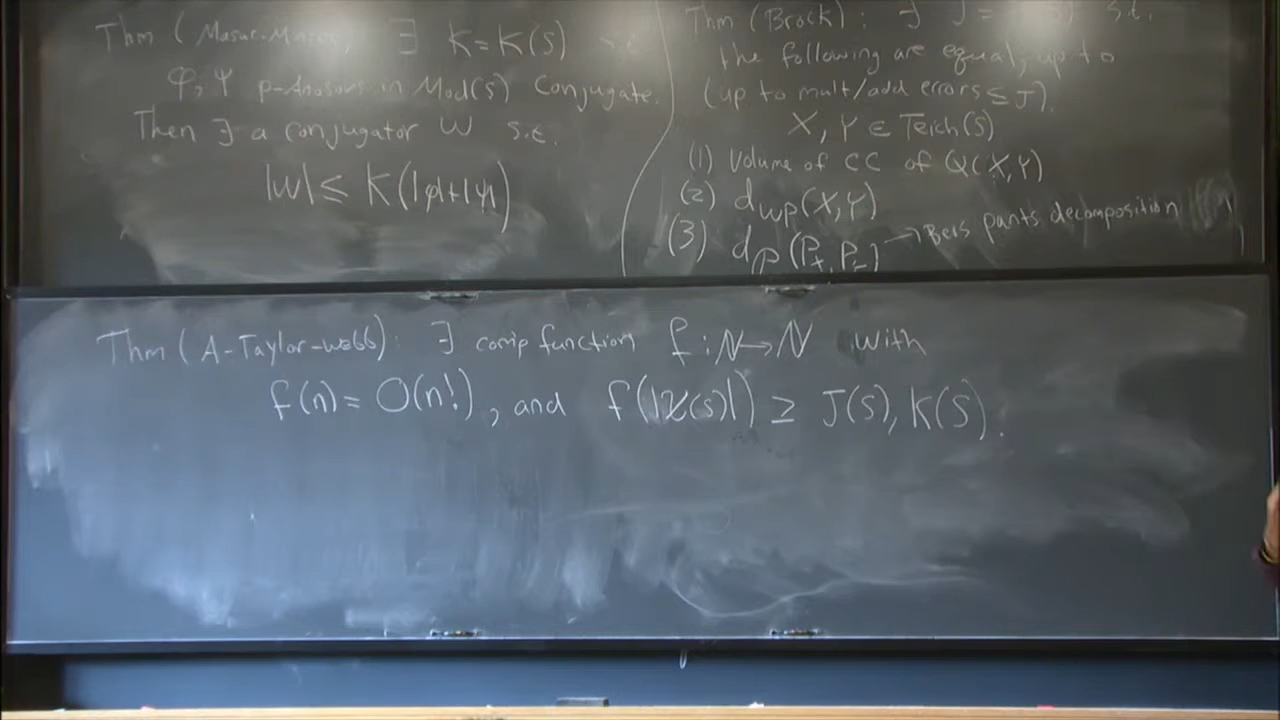 Thm (Masur-Minsky, ∃ K=K(S) s.t.
φ, ψ p-Anosovs in Mod(S) Conjugate.
Then ∃ a conjugator W s.t.
|w| ≤ K(|φ|+|ψ|)
Thm (Brock): ∃ J = s.t.
the following are equal, up to
(up to mult/add errors ≤ J).
X, Y ∈ Teich(S)
(1) Volume of CC of Q(X,Y)
(2) d_WP(X,Y)
(3) d_P(P_+, P_-) → Bers pants decomposition
Thm (A-Taylor-Webb): ∃ comp function f: N→N with
f(n) = O(n!), and f(|χ(S)|) ≥ J(S), K(S).